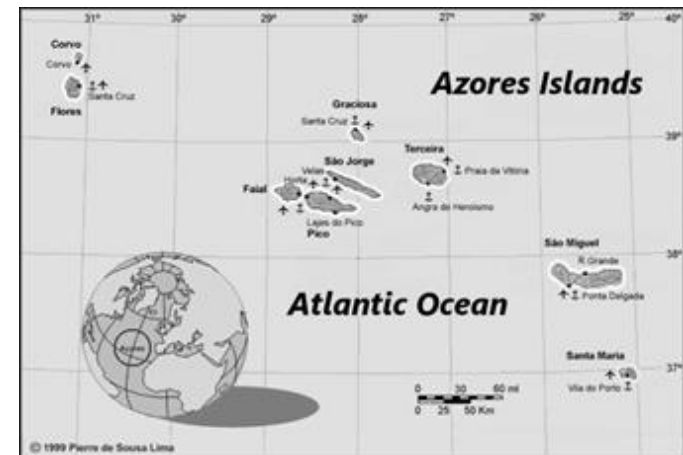 31° 30° 29° 28° 27° 26° 25° 40°
Corvo
Corvo
Santa Cruz
Flores
Azores Islands
Graciosa
Santa Cruz
39°
Terceira
Praia da Vitória
Angra do Heroísmo
São Jorge
Velas
Horta
Faial
Lajes do Pico
Pico
38°
São Miguel
R.Grande
Ponta Delgada
Atlantic Ocean
Azores
Santa Maria
37°
Vila do Porto
0 30 60 mi
0 25 50 Km
© 1999 Pierre de Sousa Lima